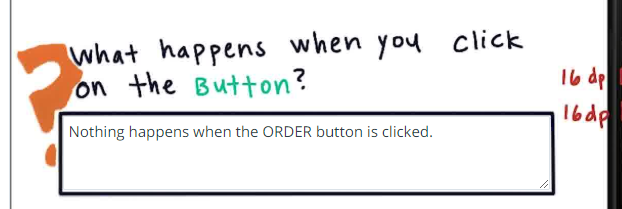 What happens when you click
on the Button?
16 dp
16dp
Nothing happens when the ORDER button is clicked.